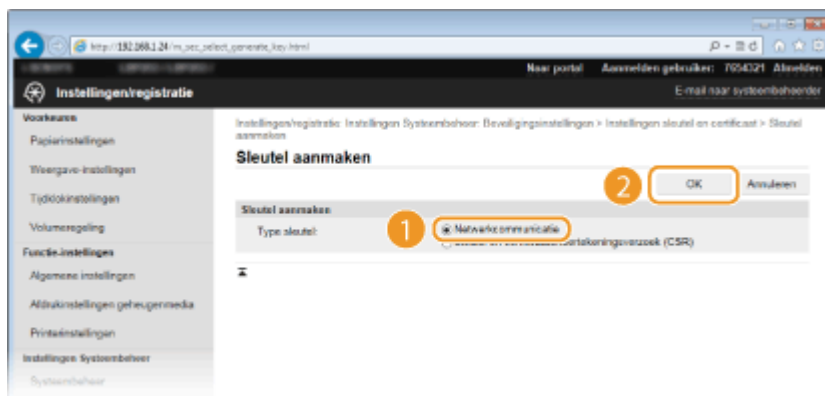 http://192.168.1.24/m_sec_select_generate_key.html
Naar portal Aanmelden gebruiker: 7654321 Afmelden
Instellingen/registratie
E-mail naar systeembeheerder
Voorkeuren
Papierinstellingen
Weergave-instellingen
Tijdklokinstellingen
Volumeregeling
Functie-instellingen
Algemene instellingen
Afdrukinstellingen geheugenmedia
Printerinstellingen
Instellingen Systeembeheer
Systeembeheer
Instellingen/registratie: Instellingen Systeembeheer: Beveiligingsinstellingen > Instellingen sleutel en certificaat > Sleutel
aanmaken
Sleutel aanmaken
2
OK Annuleren
Sleutel aanmaken
Type sleutel:
1
Netwerkcommunicatie
(CSR)